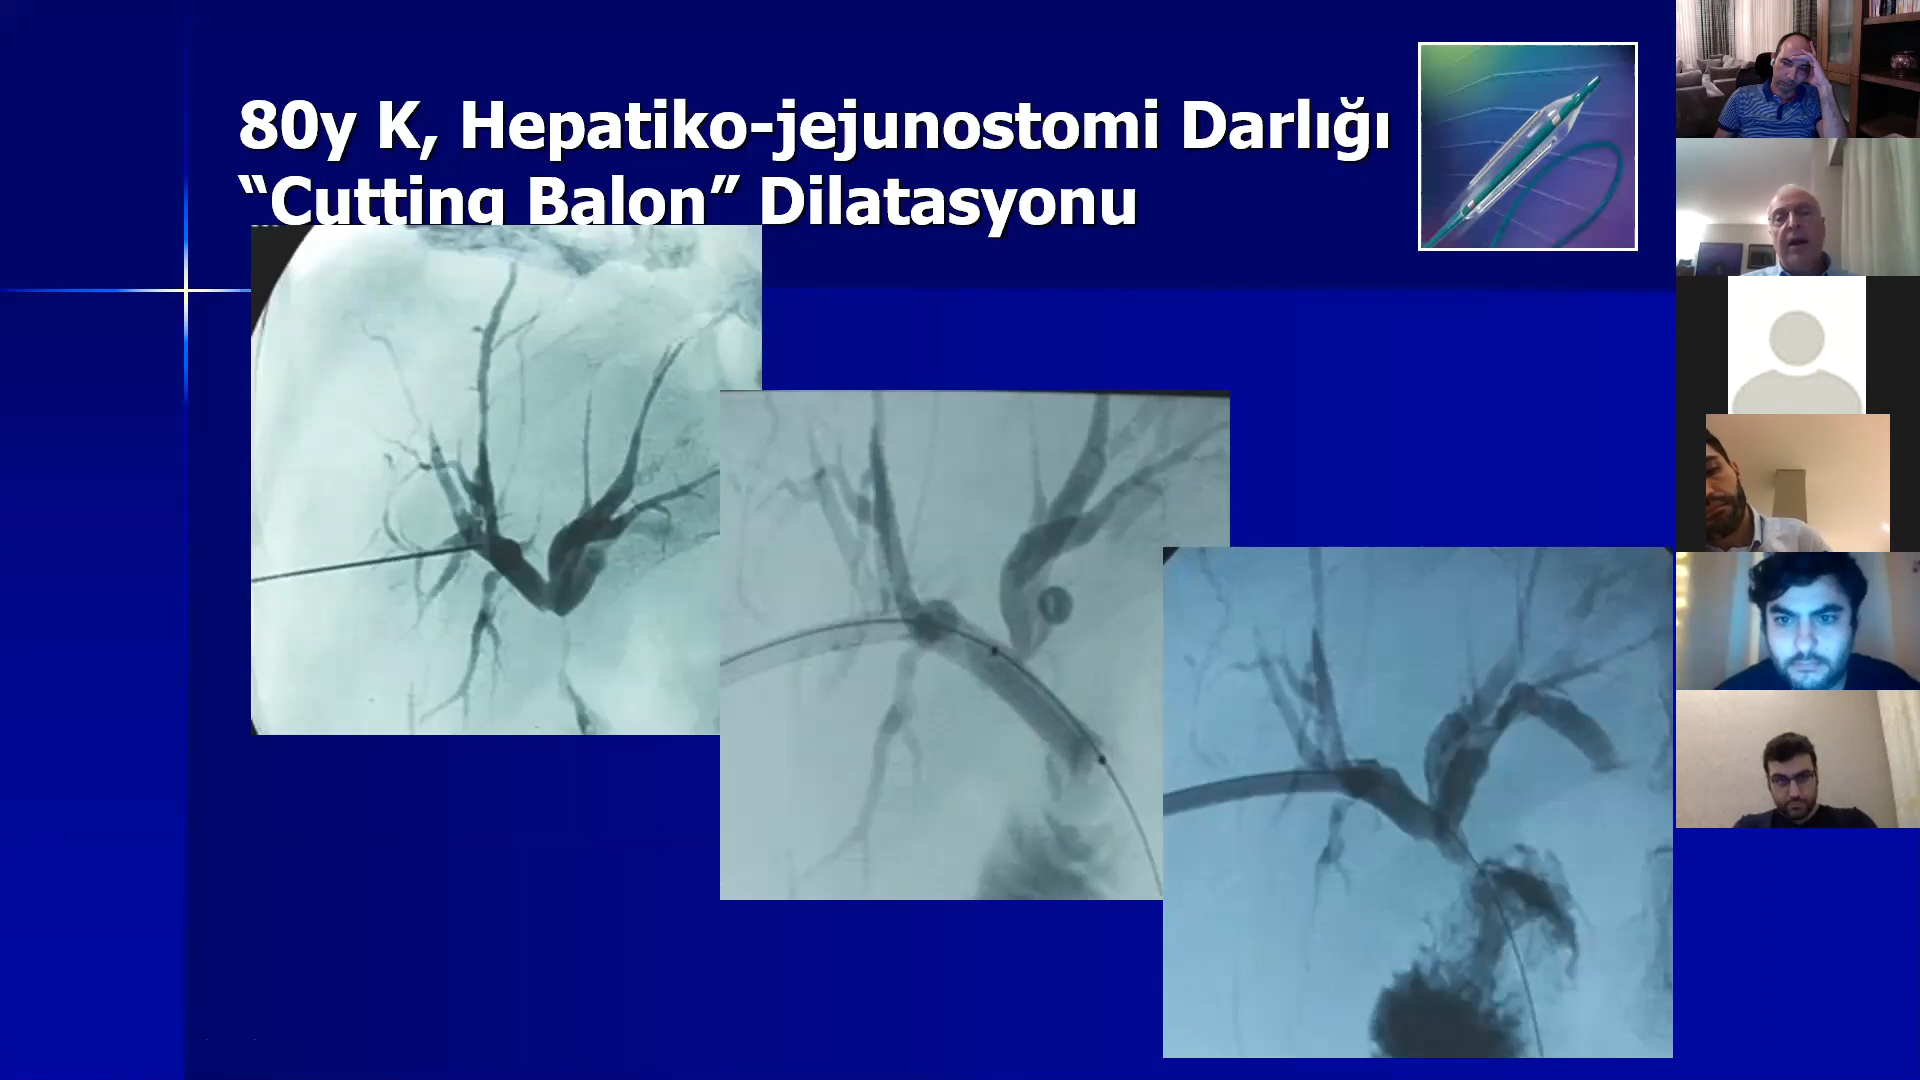 80y K, Hepatiko-jejunostomi Darlığı
“Cutting Balon” Dilatasyonu